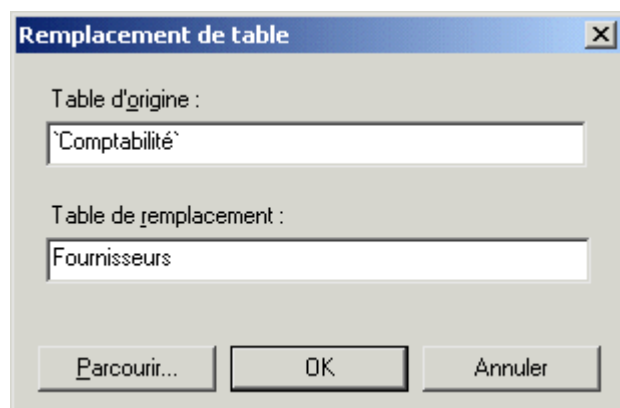 Remplacement de table
Table d'origine :
`Comptabilité`
Table de remplacement :
Fournisseurs
Parcourir... OK Annuler